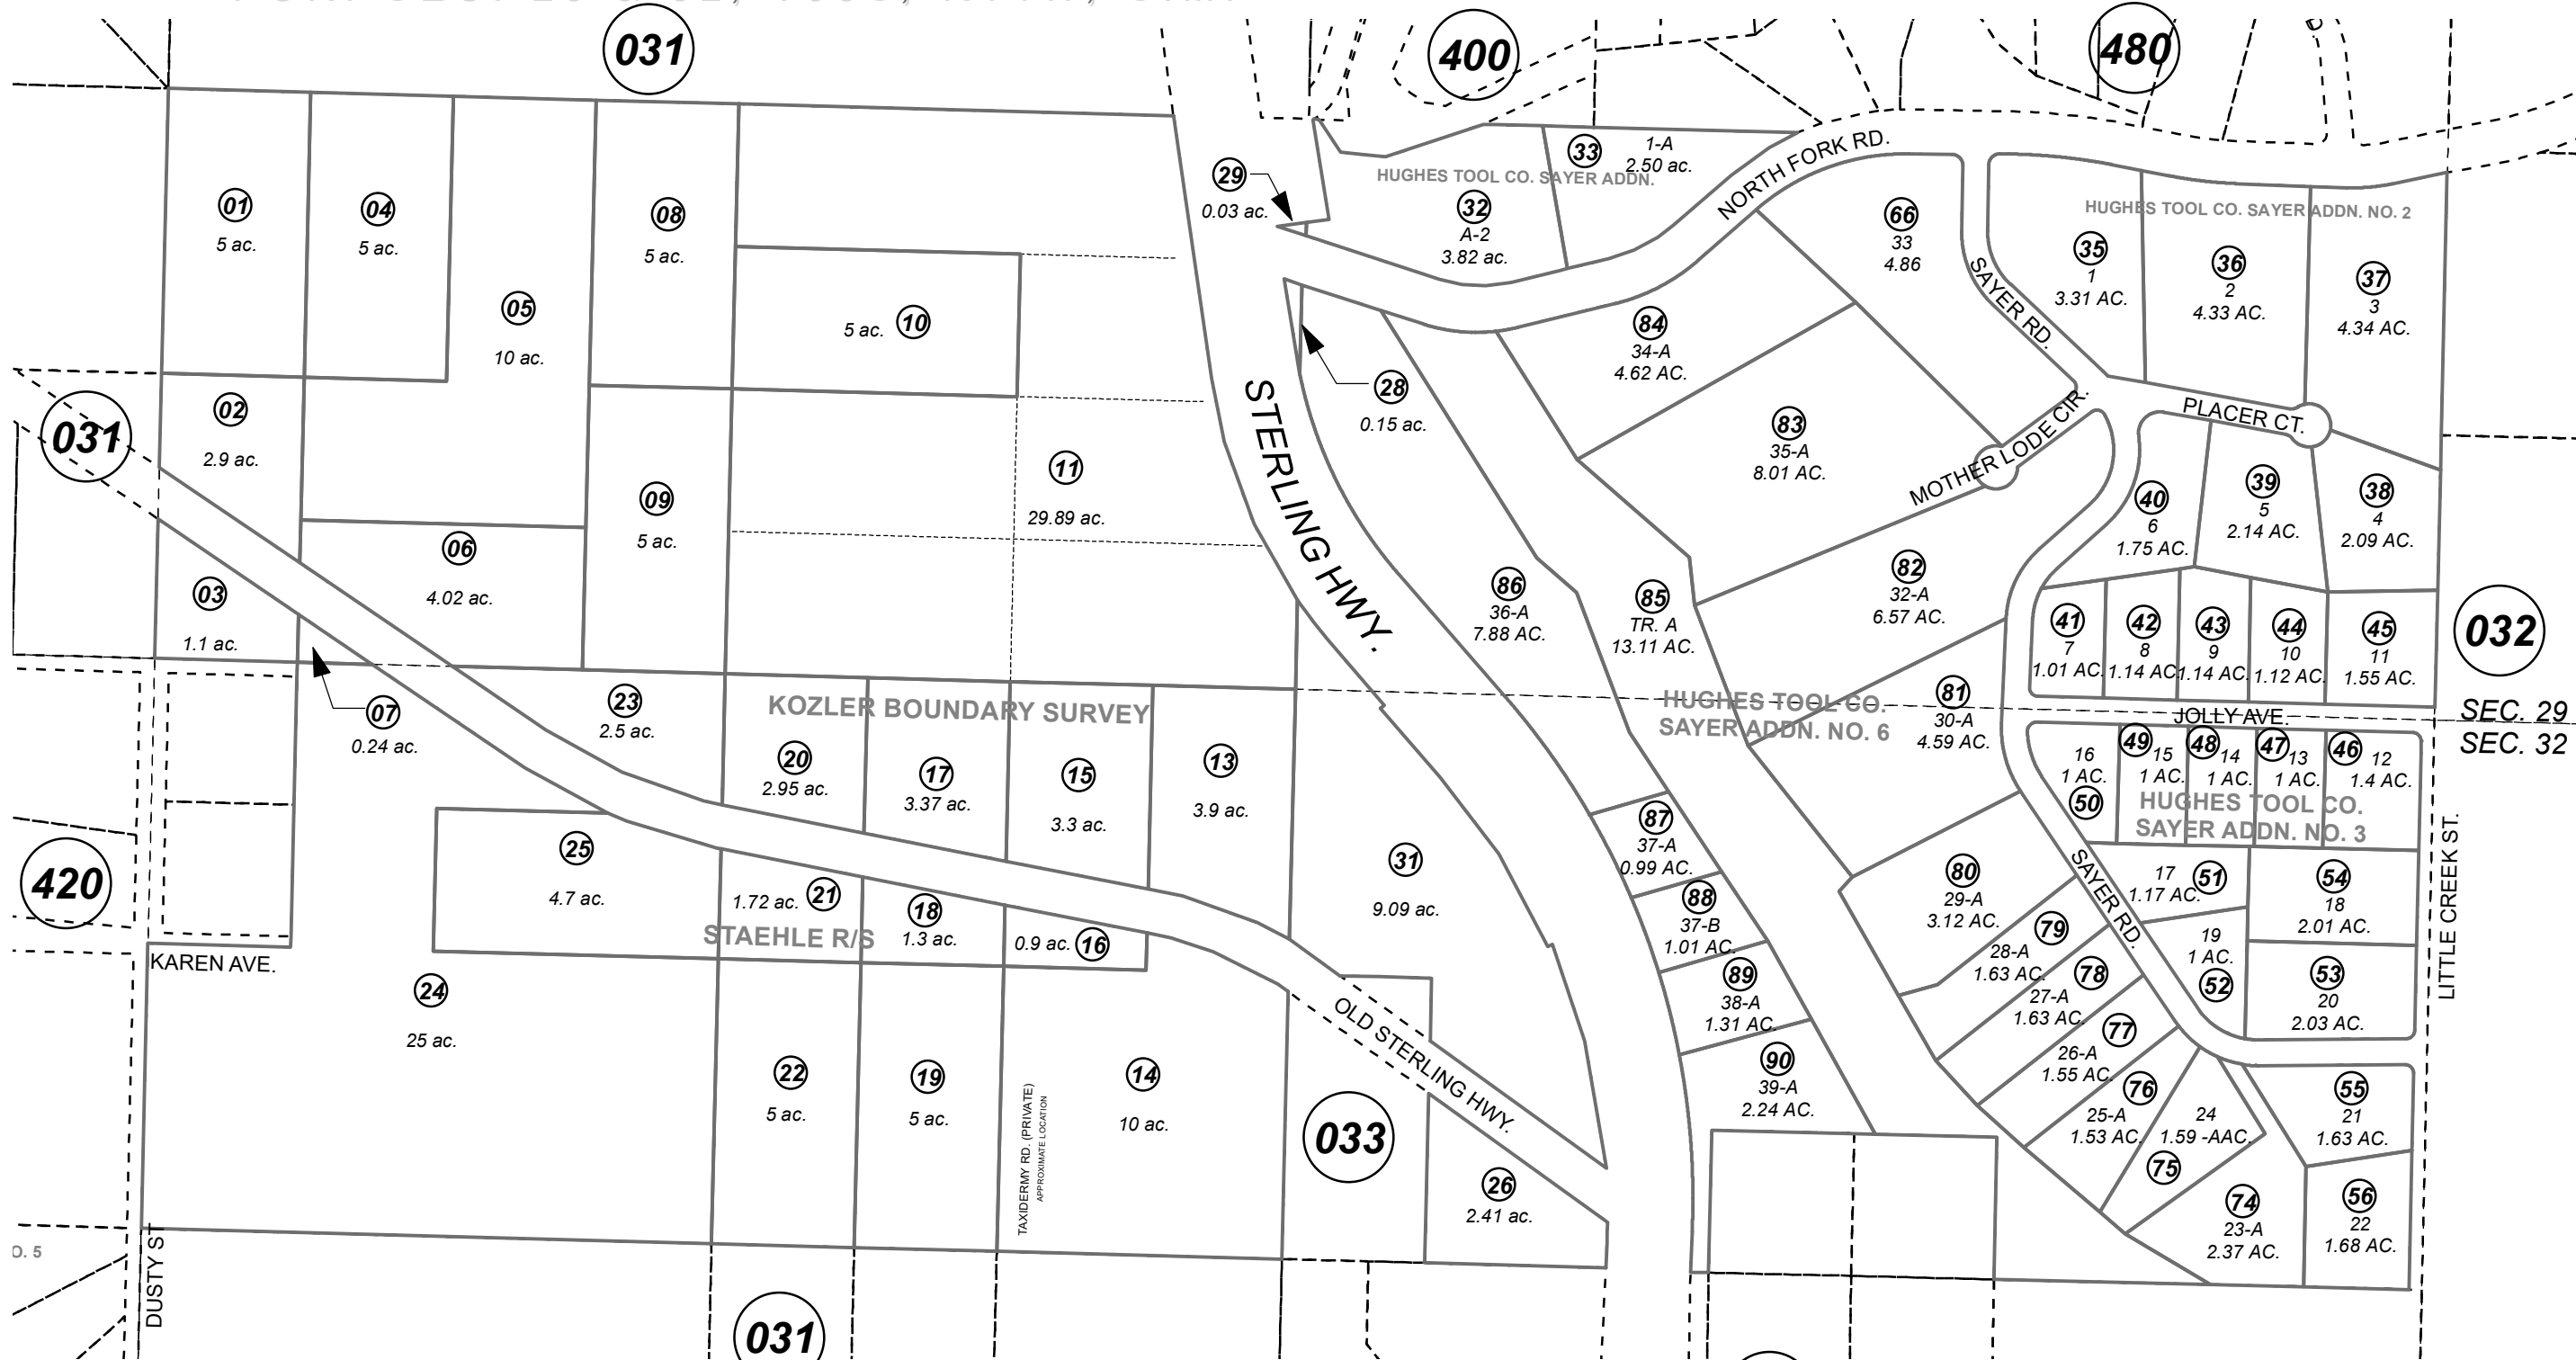 031
400
480
01
5 ac.
04
5 ac.
05
10 ac.
08
5 ac.
5 ac. 10
29
0.03 ac.
HUGHES TOOL CO. SAYER ADDN.
32
A-2
3.82 ac.
33
1-A
2.50 ac.
NORTH FORK RD.
66
33
4.86
SAYER RD.
HUGHES TOOL CO. SAYER ADDN. NO. 2
35
1
3.31 AC.
36
2
4.33 AC.
37
3
4.34 AC.
031
02
2.9 ac.
09
5 ac.
11
29.89 ac.
STERLING HWY.
28
0.15 ac.
84
34-A
4.62 AC.
83
35-A
8.01 AC.
MOTHER LODE CIR.
PLACER CT.
40
6
1.75 AC.
39
5
2.14 AC.
38
4
2.09 AC.
03
1.1 ac.
06
4.02 ac.
86
36-A
7.88 AC.
85
TR. A
13.11 AC.
82
32-A
6.57 AC.
41
7
1.01 AC.
42
8
1.14 AC.
43
9
1.14 AC.
44
10
1.12 AC.
45
11
1.55 AC.
032
07
0.24 ac.
23
2.5 ac.
KOZLER BOUNDARY SURVEY
20
2.95 ac.
17
3.37 ac.
15
3.3 ac.
13
3.9 ac.
HUGHES TOOL CO.
SAYER ADDN. NO. 6
81
30-A
4.59 AC.
JOLLY AVE.
SEC. 29
SEC. 32
16
1 AC.
50
49
15
1 AC.
48
14
1 AC.
47
13
1 AC.
46
12
1.4 AC.
HUGHES TOOL CO.
SAYER ADDN. NO. 3
LITTLE CREEK ST.
420
25
4.7 ac.
1.72 ac. 21
STAEHLE R/S
18
1.3 ac.
0.9 ac. 16
31
9.09 ac.
87
37-A
0.99 AC.
88
37-B
1.01 AC.
89
38-A
1.31 AC.
90
39-A
2.24 AC.
80
29-A
3.12 AC.
SAYER RD.
17
1.17 AC.
51
54
18
2.01 AC.
19
1 AC.
52
53
20
2.03 AC.
79
28-A
1.63 AC.
78
27-A
1.63 AC.
77
26-A
1.55 AC.
76
25-A
1.53 AC.
24
1.59 -AAC.
75
55
21
1.63 AC.
74
23-A
2.37 AC.
56
22
1.68 AC.
KAREN AVE.
24
25 ac.
22
5 ac.
19
5 ac.
TAXIDERMY RD. (PRIVATE)
APPROXIMATE LOCATION
14
10 ac.
OLD STERLING HWY.
033
26
2.41 ac.
O. 5
DUSTY ST
031